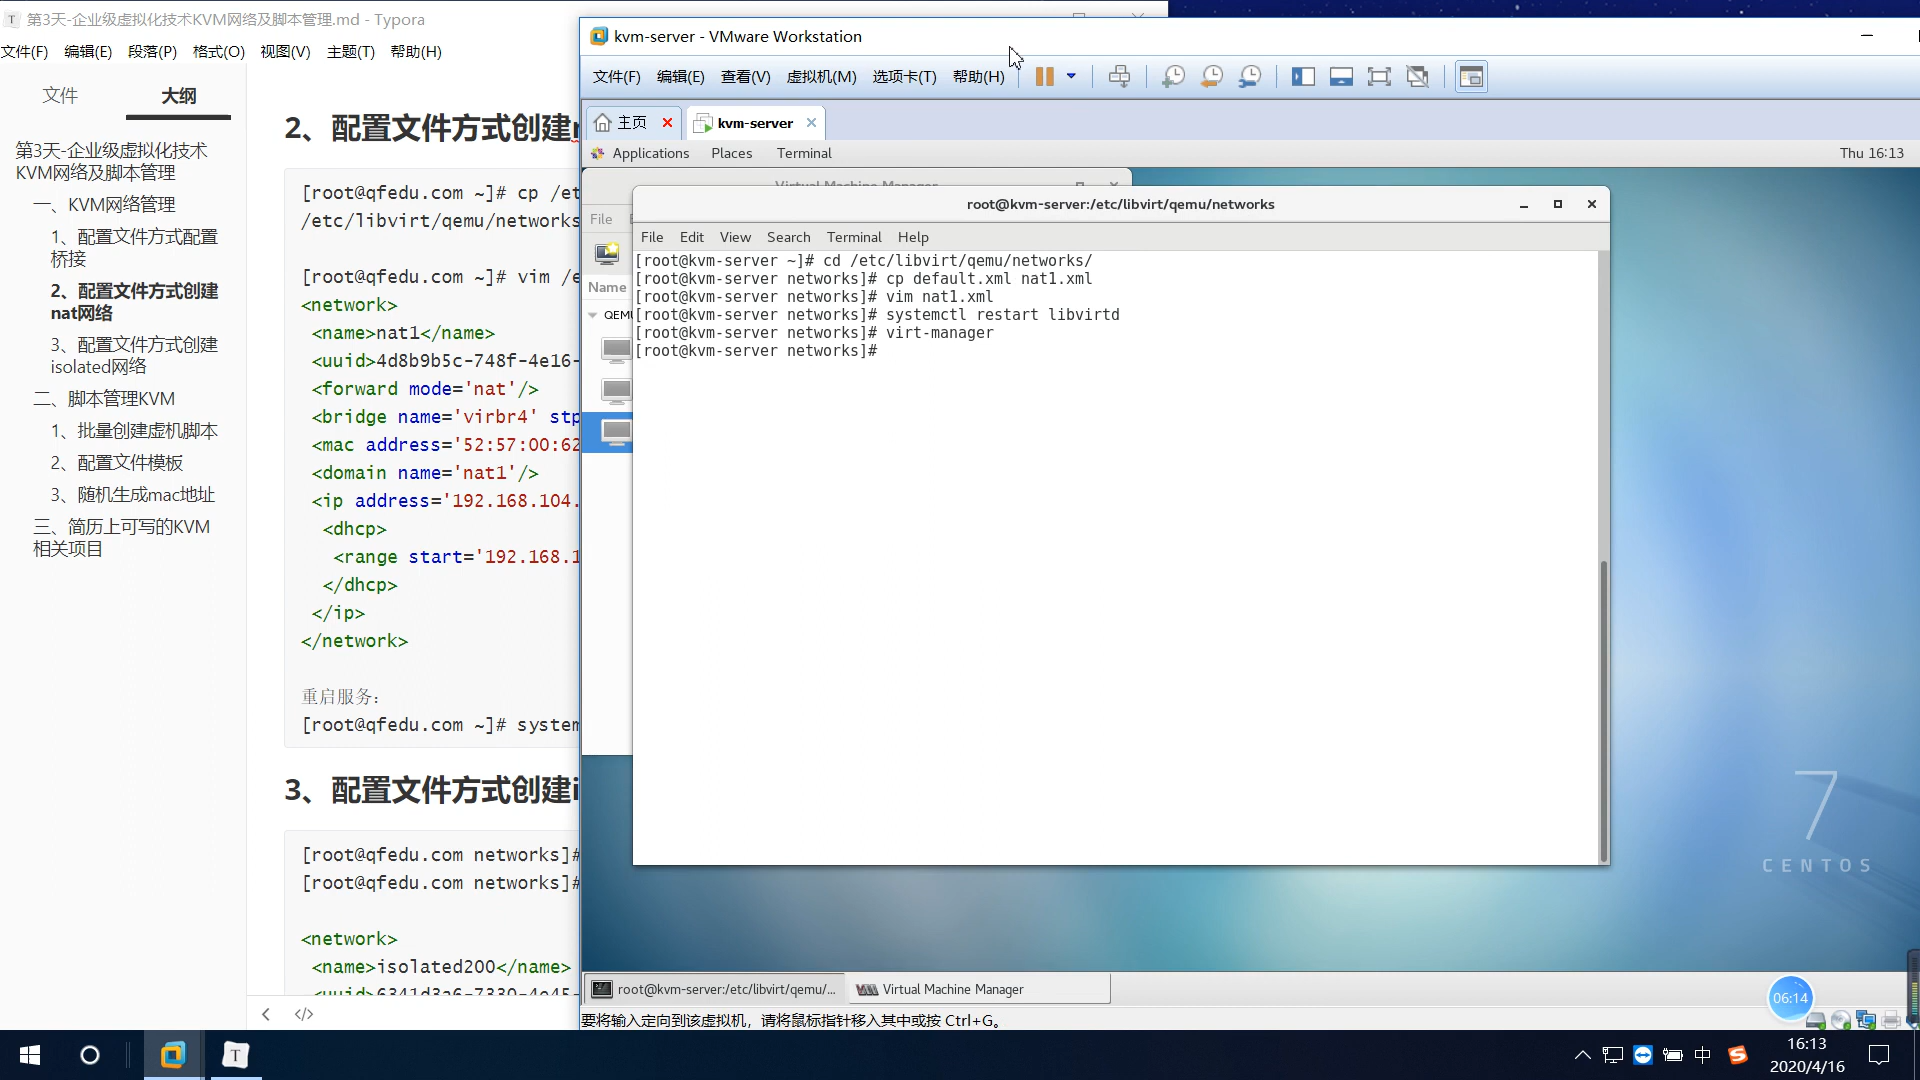 第3天-企业级虚拟化技术KVM网络及脚本管理.md - Typora
文件(F) 编辑(E) 段落(P) 格式(O) 视图(V) 主题(T) 帮助(H)
文件 大纲
第3天-企业级虚拟化技术
KVM网络及脚本管理
一、KVM网络管理
1、配置文件方式配置
桥接
2、配置文件方式创建
nat网络
3、配置文件方式创建
isolated网络
二、脚本管理KVM
1、批量创建虚机脚本
2、配置文件模板
3、随机生成mac地址
三、简历上可写的KVM
相关项目
2、配置文件方式创建
[root@qfedu.com ~]# cp /et
/etc/libvirt/qemu/networks
[root@qfedu.com ~]# vim /e
<network>
<name>nat1</name>
<uuid>4d8b9b5c-748f-4e16-
<forward mode='nat'/>
<bridge name='virbr4' stp
<mac address='52:57:00:62
<domain name='nat1'/>
<ip address='192.168.104.
<dhcp>
<range start='192.168.1
</dhcp>
</ip>
</network>
重启服务:
[root@qfedu.com ~]# system
3、配置文件方式创建i
[root@qfedu.com networks]#
[root@qfedu.com networks]#
<network>
<name>isolated200</name>
<uuid>6341d3a6-7330-4e45-
kvm-server - VMware Workstation
文件(F) 编辑(E) 查看(V) 虚拟机(M) 选项卡(T) 帮助(H)
主页 kvm-server
Applications Places Terminal Thu 16:13
Virtual Machine Manager
File
Name
QEMU
root@kvm-server:/etc/libvirt/qemu/networks
File Edit View Search Terminal Help
[root@kvm-server ~]# cd /etc/libvirt/qemu/networks/
[root@kvm-server networks]# cp default.xml nat1.xml
[root@kvm-server networks]# vim nat1.xml
[root@kvm-server networks]# systemctl restart libvirtd
[root@kvm-server networks]# virt-manager
[root@kvm-server networks]#
7
CENTOS
root@kvm-server:/etc/libvirt/qemu/... Virtual Machine Manager
06:14
要将输入定向到该虚拟机，请将鼠标指针移入其中或按 Ctrl+G。
中
16:13
2020/4/16